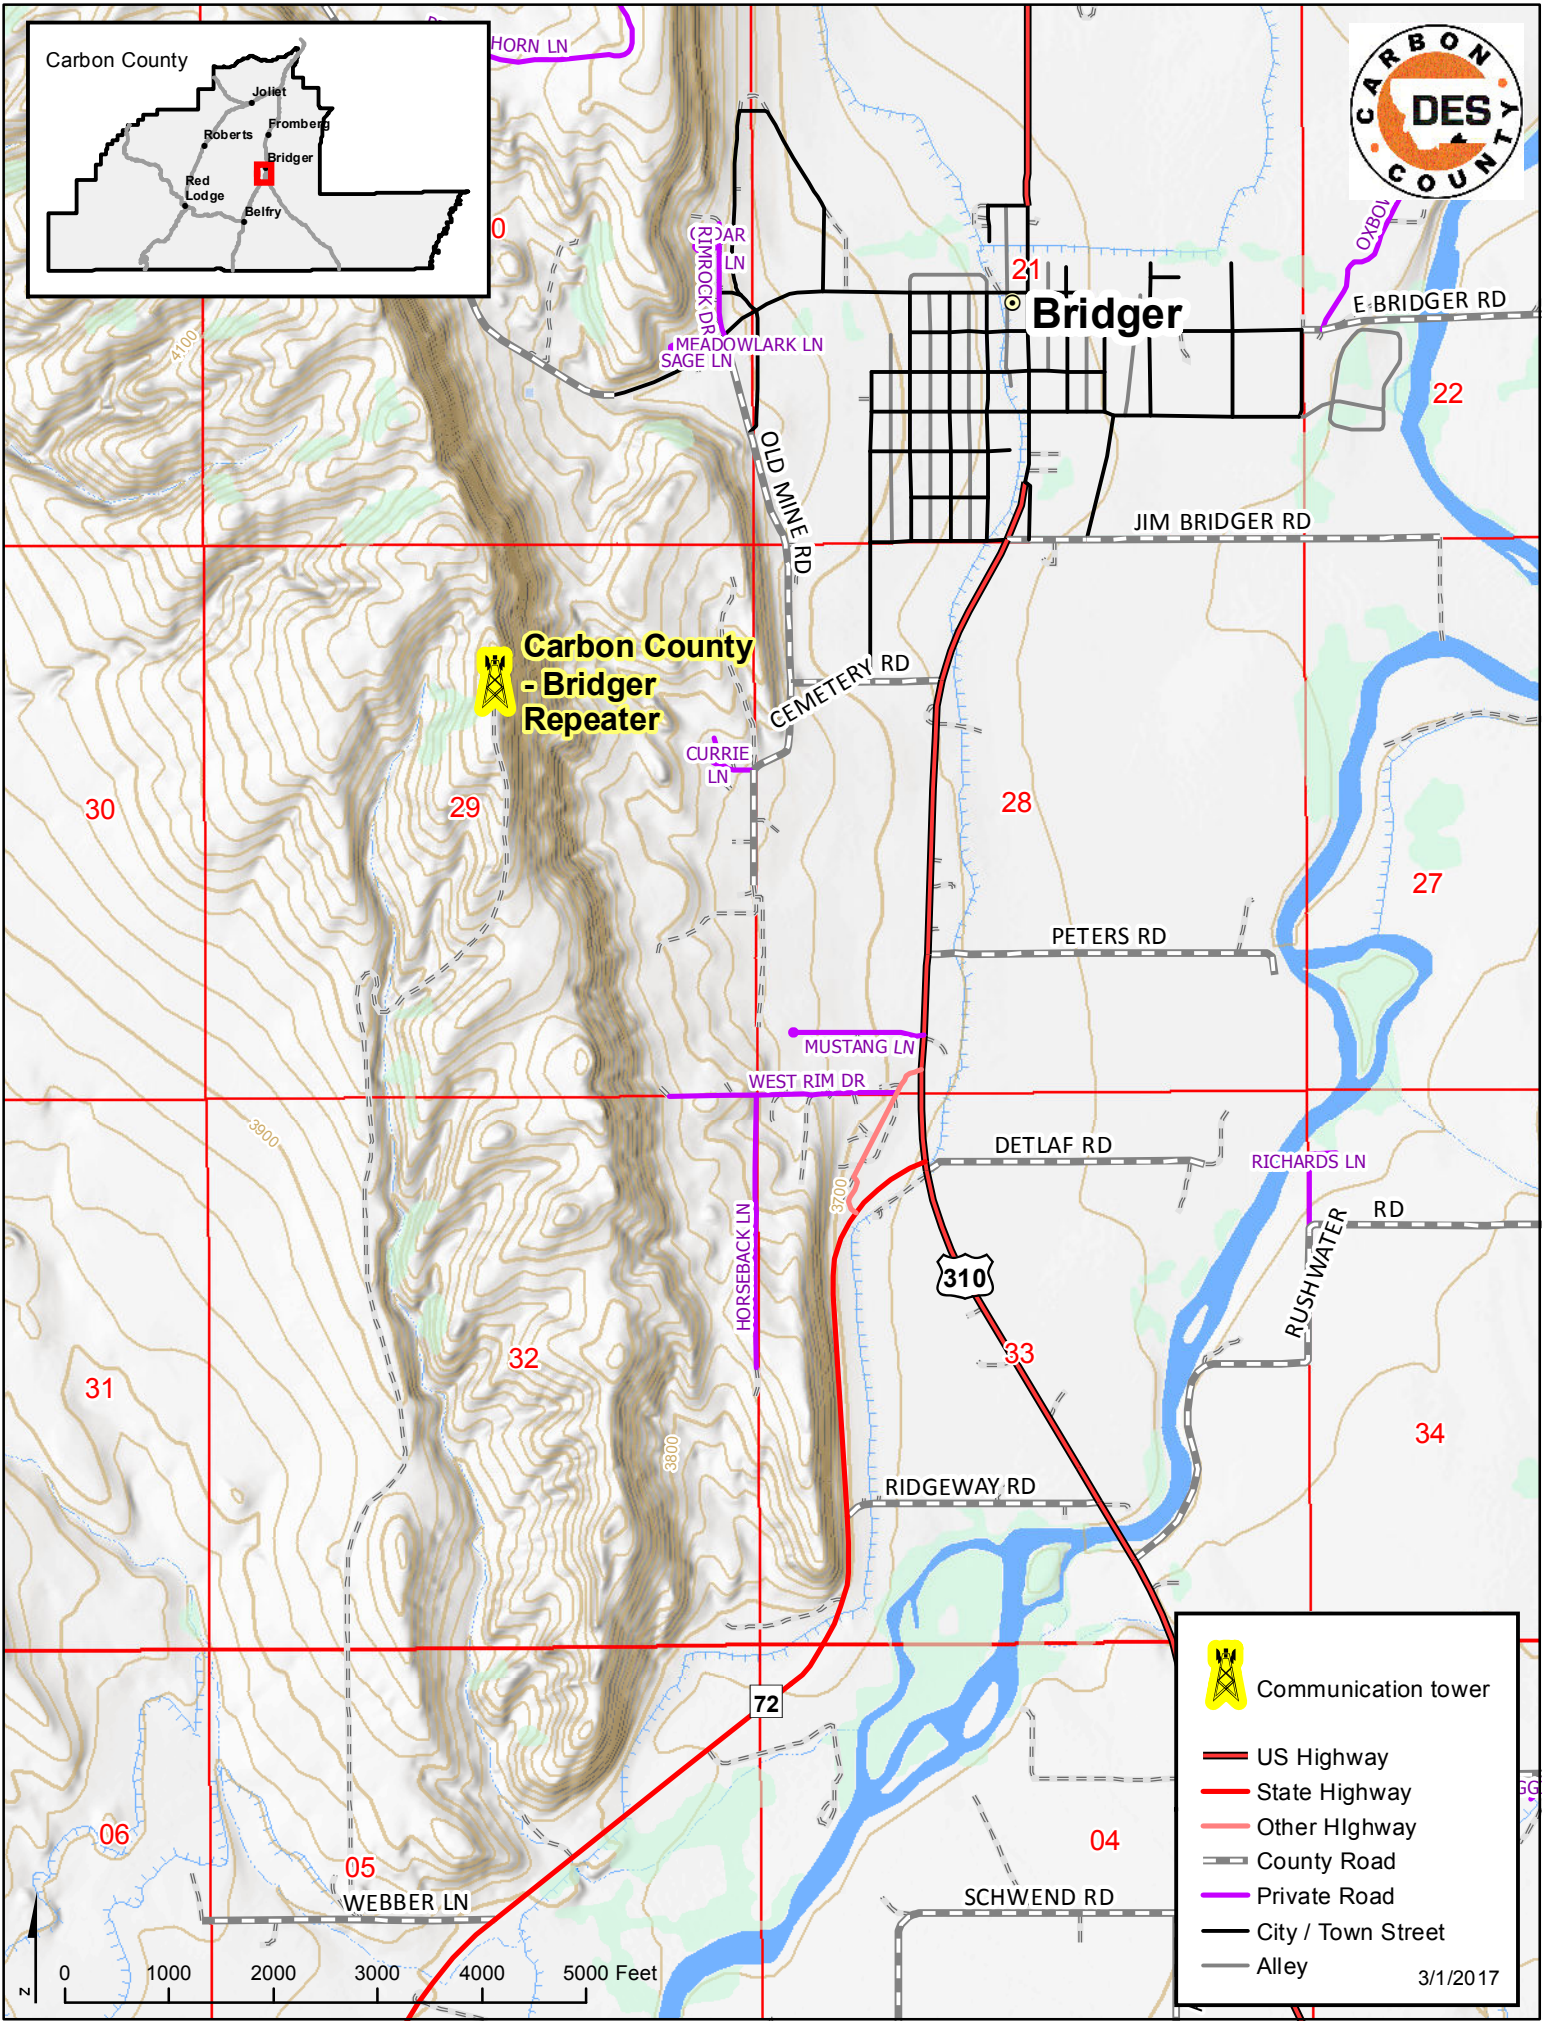 HORN LN
Carbon County
Joliet
Roberts
Fromberg
Bridger
Red
Lodge
Belfry
CARBON COUNTY
DES
0
LN
RIMROCK DR
MEADOWLARK LN
SAGE LN
21
Bridger
E BRIDGER RD
22
4100
OLD MINE RD
JIM BRIDGER RD
Carbon County
- Bridger
Repeater
CEMETERY RD
CURRIE
LN
30
29
28
27
PETERS RD
MUSTANG LN
WEST RIM DR
3900
DETLAF RD
RICHARDS LN
3700
RUSHWATER RD
HORSEBACK LN
310
32
33
31
34
3800
RIDGEWAY RD
72
06
05
04
WEBBER LN
SCHWEND RD
Communication tower
US Highway
State Highway
Other HIghway
County Road
Private Road
City / Town Street
Alley
3/1/2017
N
0 1000 2000 3000 4000 5000 Feet